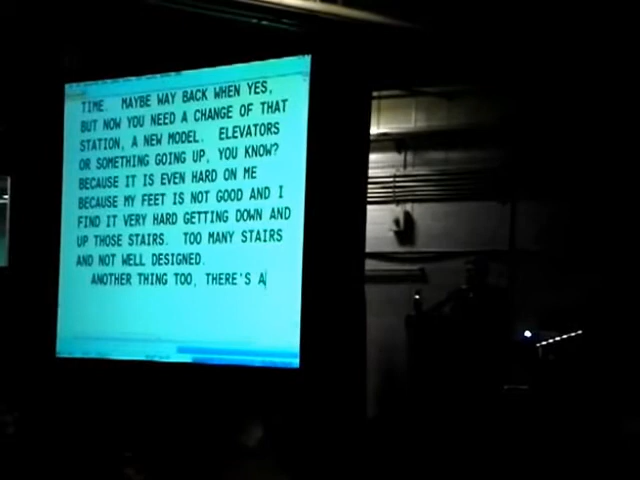 TIME. MAYBE WAY BACK WHEN YES,
BUT NOW YOU NEED A CHANGE OF THAT
STATION, A NEW MODEL. ELEVATORS
OR SOMETHING GOING UP, YOU KNOW?
BECAUSE IT IS EVEN HARD ON ME
BECAUSE MY FEET IS NOT GOOD AND I
FIND IT VERY HARD GETTING DOWN AND
UP THOSE STAIRS. TOO MANY STAIRS
AND NOT WELL DESIGNED.
ANOTHER THING TOO, THERE'S A